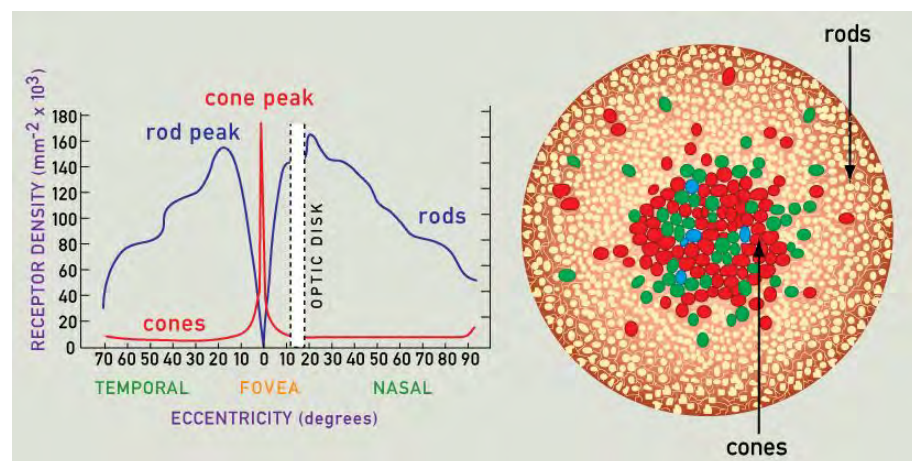 rods
cone peak
180
160
rod peak
140
120
100
80
60
40
20
0
RECEPTOR DENSITY (mm-2 x 103)
rods
cones
OPTIC DISK
70 60 50 40 30 20 10 0 10 20 30 40 50 60 70 80 90
TEMPORAL FOVEA NASAL
ECCENTRICITY (degrees)
cones